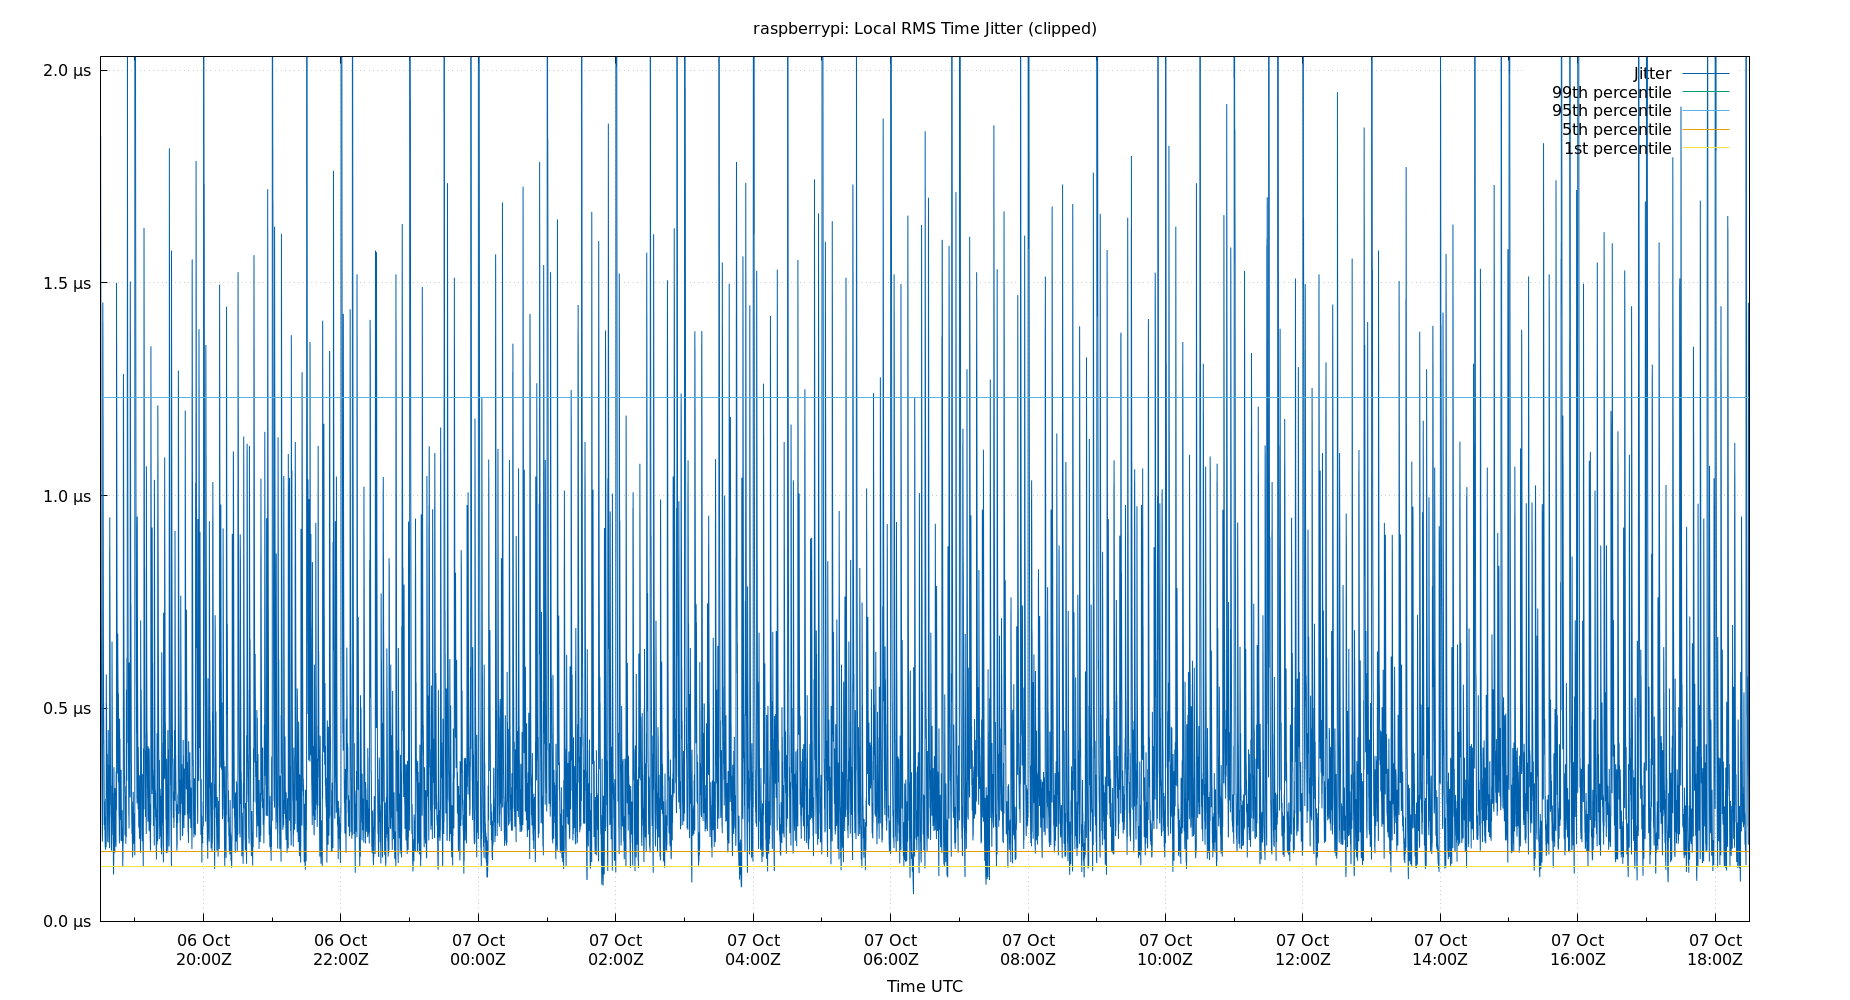 raspberrypi: Local RMS Time Jitter (clipped)
2.0 µs
1.5 µs
1.0 µs
0.5 µs
0.0 µs
Jitter
99th percentile
95th percentile
5th percentile
1st percentile
06 Oct 06 Oct 07 Oct 07 Oct 07 Oct 07 Oct 07 Oct 07 Oct 07 Oct 07 Oct 07 Oct 07 Oct
20:00Z 22:00Z 00:00Z 02:00Z 04:00Z 06:00Z 08:00Z 10:00Z 12:00Z 14:00Z 16:00Z 18:00Z
Time UTC